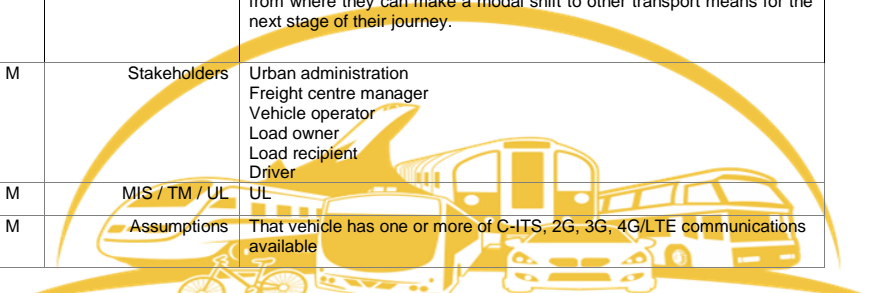 from where they can make a modal shift to other transport means for the
next stage of their journey.
M Stakeholders Urban administration
Freight centre manager
Vehicle operator
Load owner
Load recipient
Driver
M MIS / TM / UL UL
M Assumptions That vehicle has one or more of C-ITS, 2G, 3G, 4G/LTE communications
available